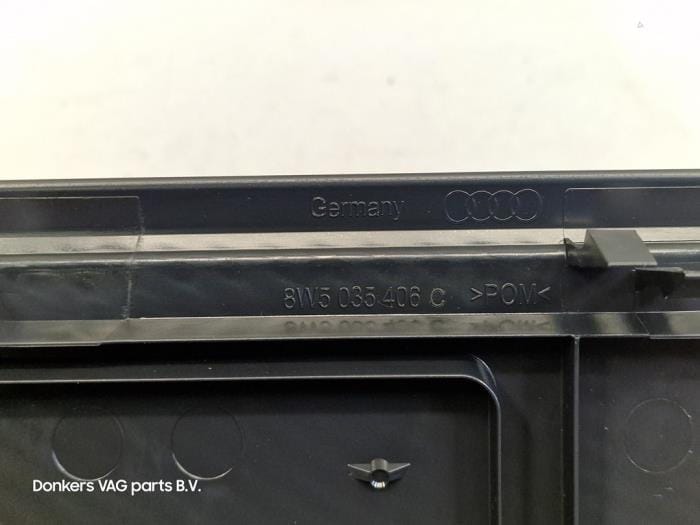 Germany
8W5 035 406 C >POM<
Donkers VAG parts B.V.